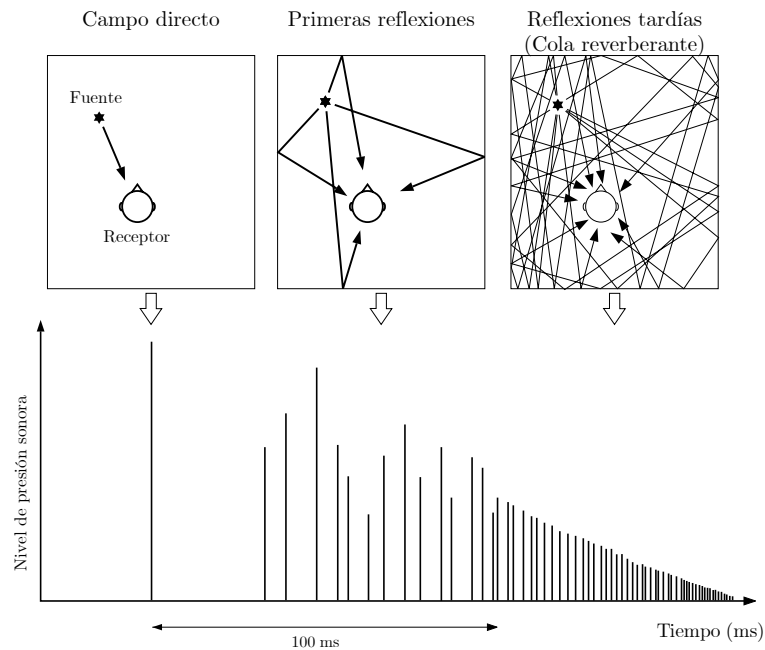 Campo directo
Primeras reflexiones
Reflexiones tardías
(Cola reverberante)
Fuente
Receptor
Nivel de presión sonora
100 ms
Tiempo (ms)